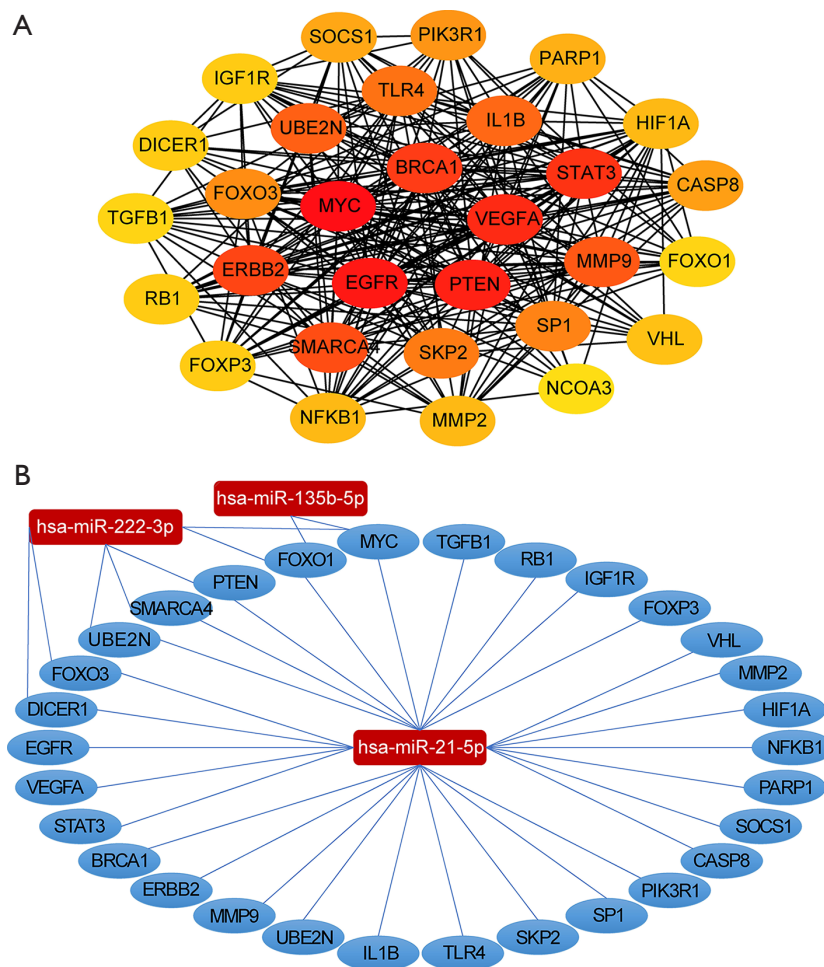 A
SOCS1
PIK3R1
PARP1
IGF1R
TLR4
UBE2N
IL1B
HIF1A
DICER1
BRCA1
STAT3
CASP8
FOXO3
MYC
TGFB1
VEGFA
ERBB2
EGFR
PTEN
MMP9
FOXO1
RB1
SP1
SMARCA4
SKP2
VHL
FOXP3
NCOA3
NFKB1
MMP2
B
hsa-miR-135b-5p
hsa-miR-222-3p
MYC
TGFB1
FOXO1
RB1
PTEN
IGF1R
SMARCA4
FOXP3
UBE2N
VHL
FOXO3
MMP2
DICER1
HIF1A
EGFR
hsa-miR-21-5p
NFKB1
VEGFA
PARP1
STAT3
SOCS1
BRCA1
CASP8
ERBB2
PIK3R1
MMP9
SP1
UBE2N
SKP2
IL1B
TLR4